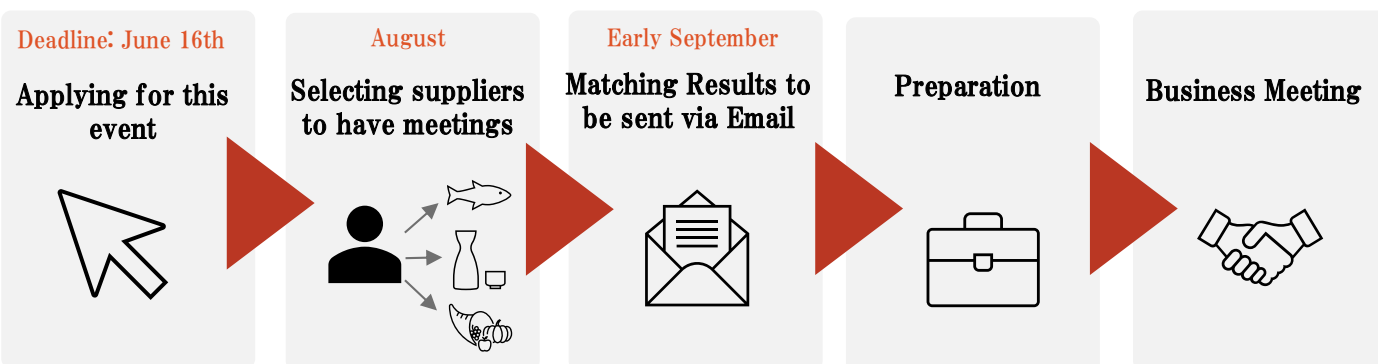 Deadline: June 16th
Applying for this
event
August
Selecting suppliers
to have meetings
Early September
Matching Results to
be sent via Email
Preparation
Business Meeting